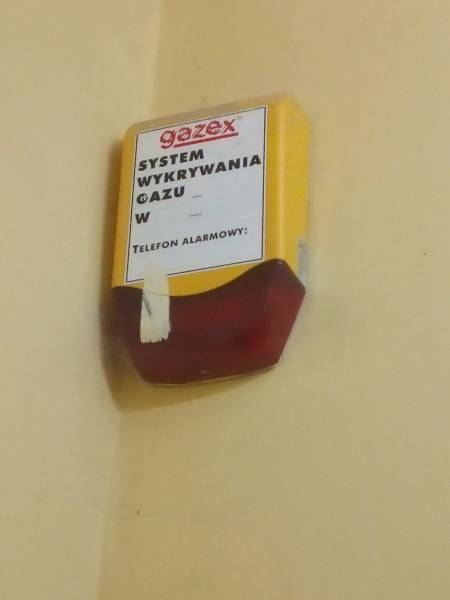 gazex
SYSTEM
WYKRYWANIA
GAZU
W
TELEFON ALARMOWY: